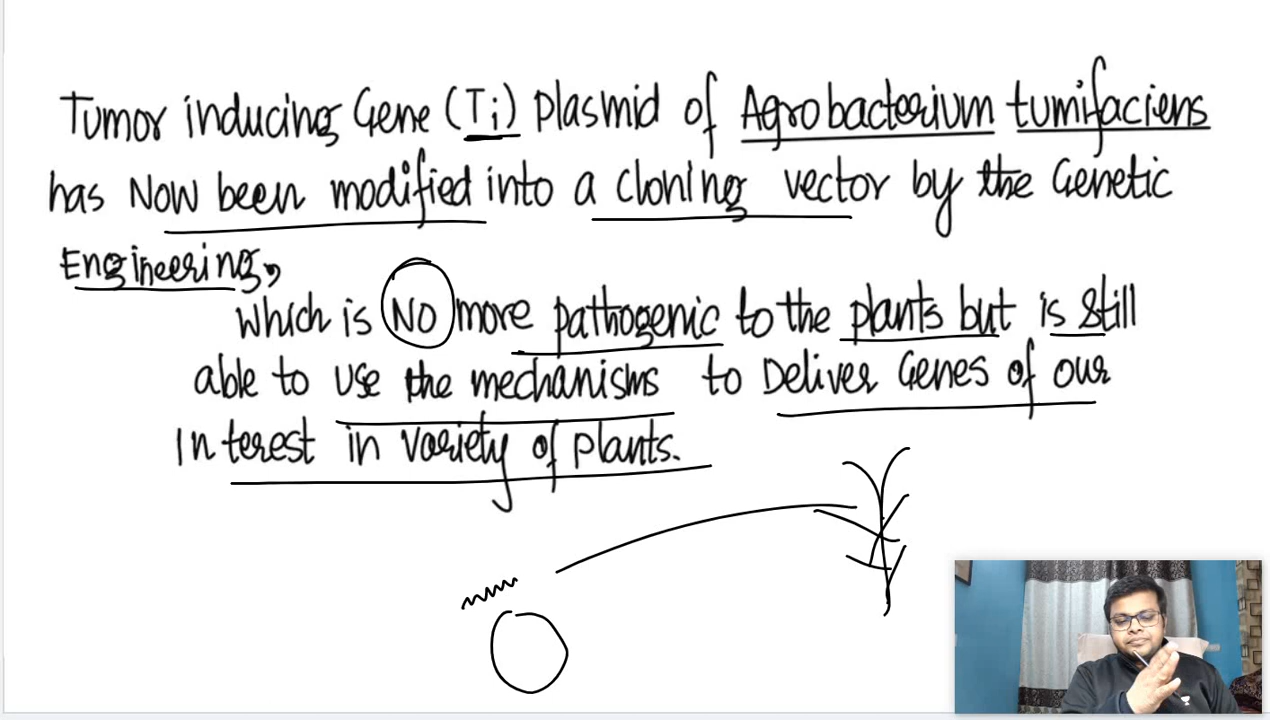 Tumor inducing Gene (Ti) Plasmid of Agrobacterium tumifaciens
has Now been modified into a cloning vector by the Genetic
Engineering,
which is NO more pathogenic to the plants but is still
able to use the mechanisms to Deliver Genes of our
Interest in variety of plants.